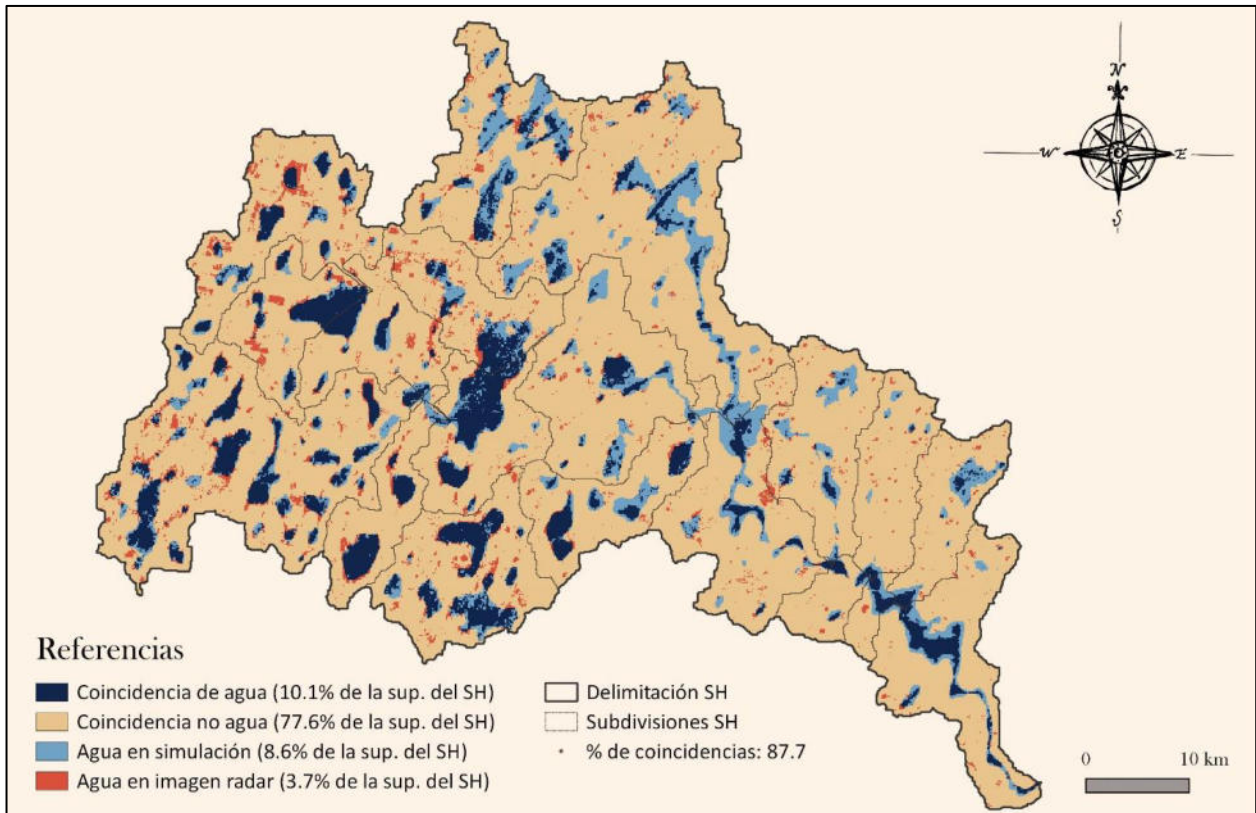 N
W
E
S
Referencias
Coincidencia de agua (10.1% de la sup. del SH)
Coincidencia no agua (77.6% de la sup. del SH)
Agua en simulación (8.6% de la sup. del SH)
Agua en imagen radar (3.7% de la sup. del SH)
Delimitación SH
Subdivisiones SH
% de coincidencias: 87.7
0 10 km